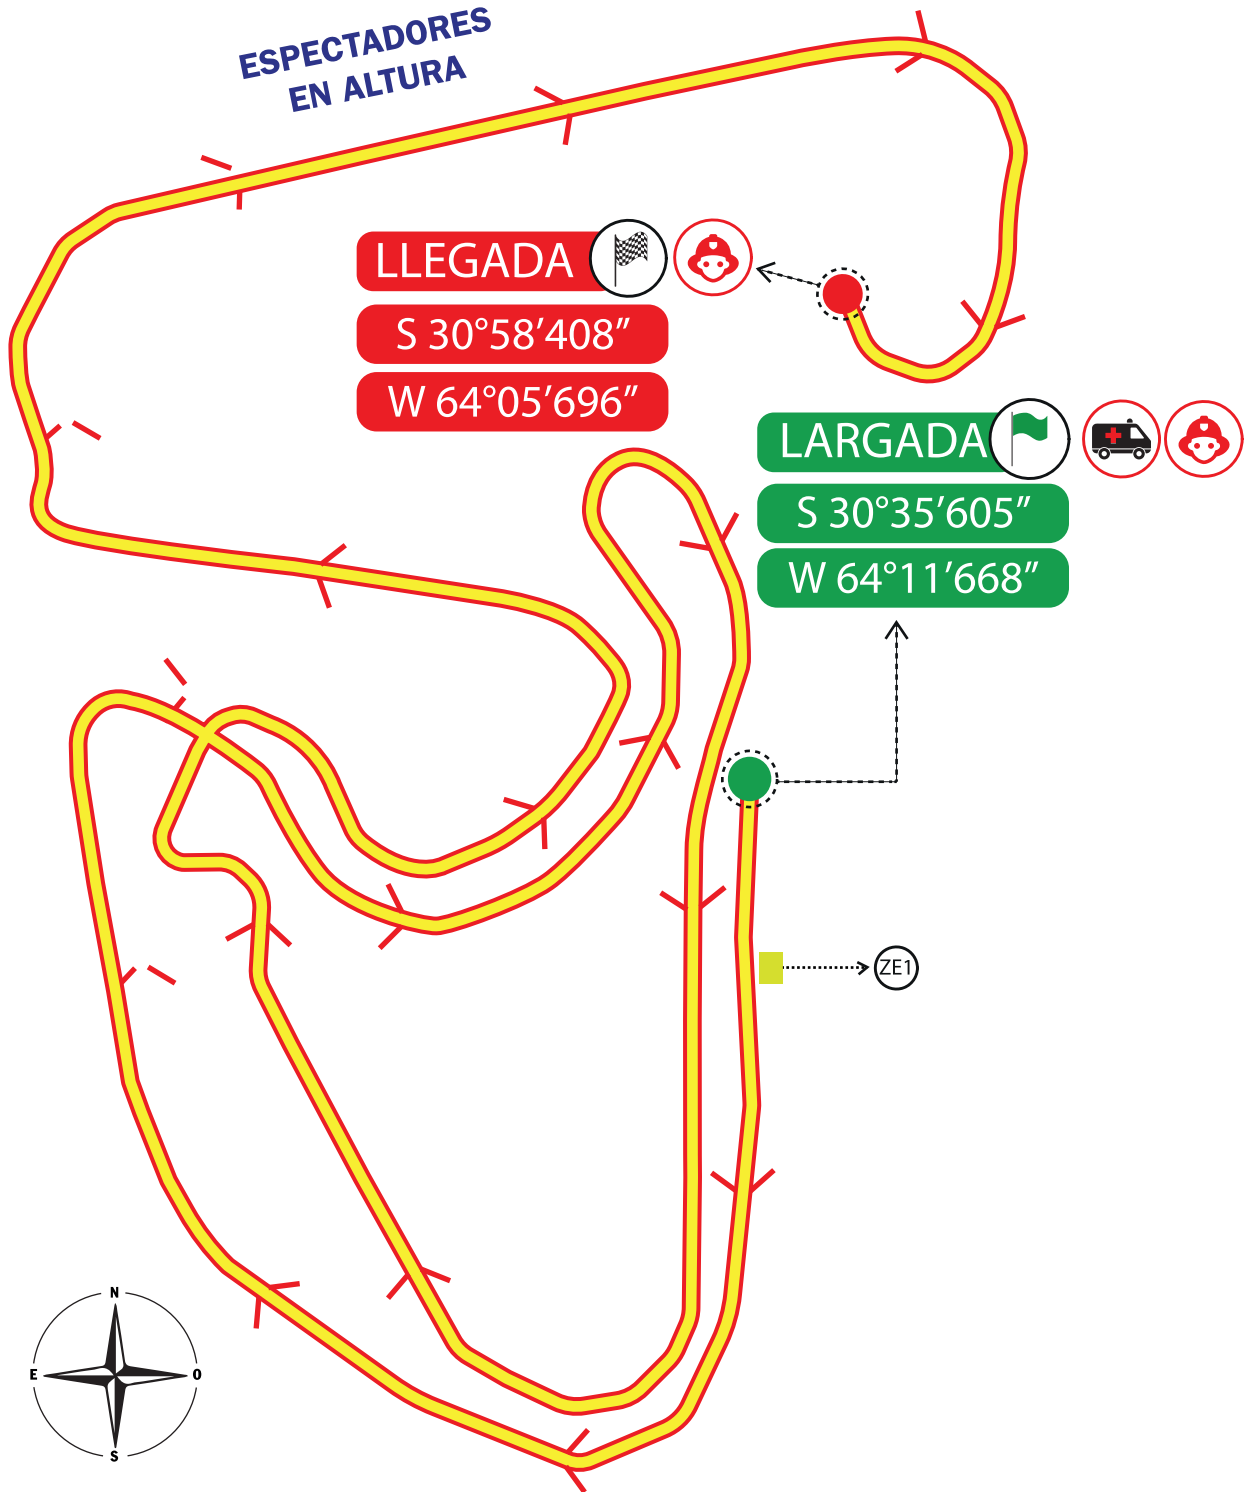 ESPECTADORES
EN ALTURA
LLEGADA
S 30°58’408’’
W 64°05’696’’
LARGADA
S 30°35’605’’
W 64°11’668’’
ZE1
N
E
O
S